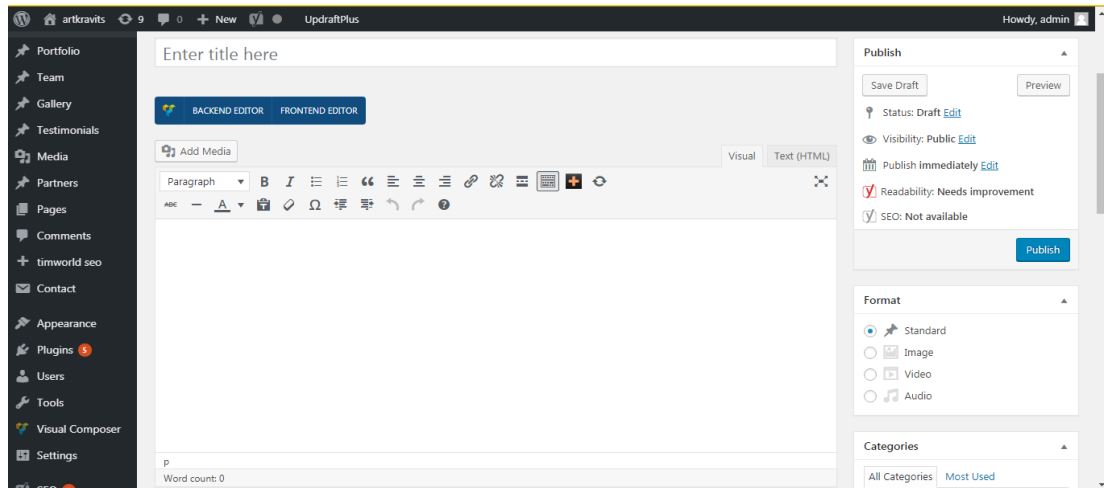 artkravits 9 0 + New UpdraftPlus Howdy, admin
Portfolio
Team
Gallery
Testimonials
Media
Partners
Pages
Comments
timworld seo
Contact
Appearance
Plugins 5
Users
Tools
Visual Composer
Settings
SEO
Enter title here
BACKEND EDITOR FRONTEND EDITOR
Add Media
Visual Text (HTML)
Paragraph B I
ABC A Ω
p
Word count: 0
Publish
Save Draft Preview
Status: Draft Edit
Visibility: Public Edit
Publish immediately Edit
Readability: Needs improvement
SEO: Not available
Publish
Format
Standard
Image
Video
Audio
Categories
All Categories Most Used